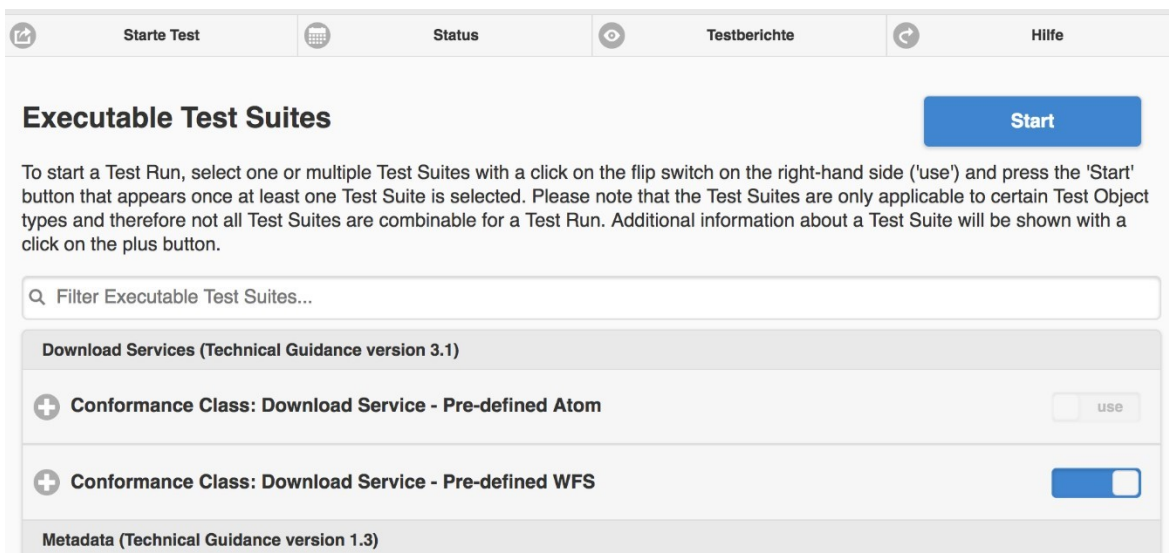 Starte Test
Status
Testberichte
Hilfe
Executable Test Suites
Start
To start a Test Run, select one or multiple Test Suites with a click on the flip switch on the right-hand side ('use') and press the 'Start'
button that appears once at least one Test Suite is selected. Please note that the Test Suites are only applicable to certain Test Object
types and therefore not all Test Suites are combinable for a Test Run. Additional information about a Test Suite will be shown with a
click on the plus button.
Filter Executable Test Suites...
Download Services (Technical Guidance version 3.1)
Conformance Class: Download Service - Pre-defined Atom
use
Conformance Class: Download Service - Pre-defined WFS
Metadata (Technical Guidance version 1.3)